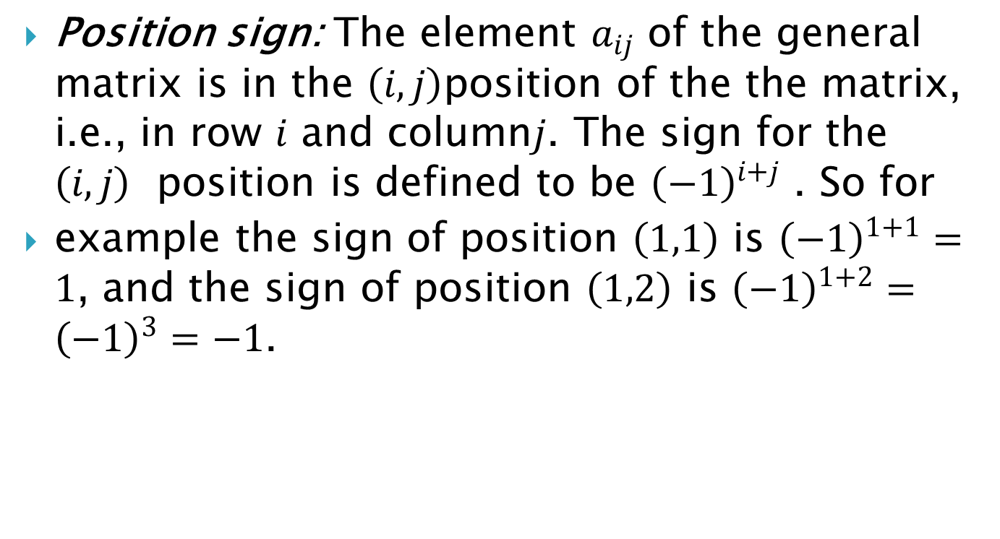 Position sign: The element aᵢⱼ of the general
matrix is in the (i, j)position of the the matrix,
i.e., in row i and columnj. The sign for the
(i, j) position is defined to be (−1)ⁱ⁺ʲ . So for
example the sign of position (1,1) is (−1)¹⁺¹ =
1, and the sign of position (1,2) is (−1)¹⁺² =
(−1)³ = −1.